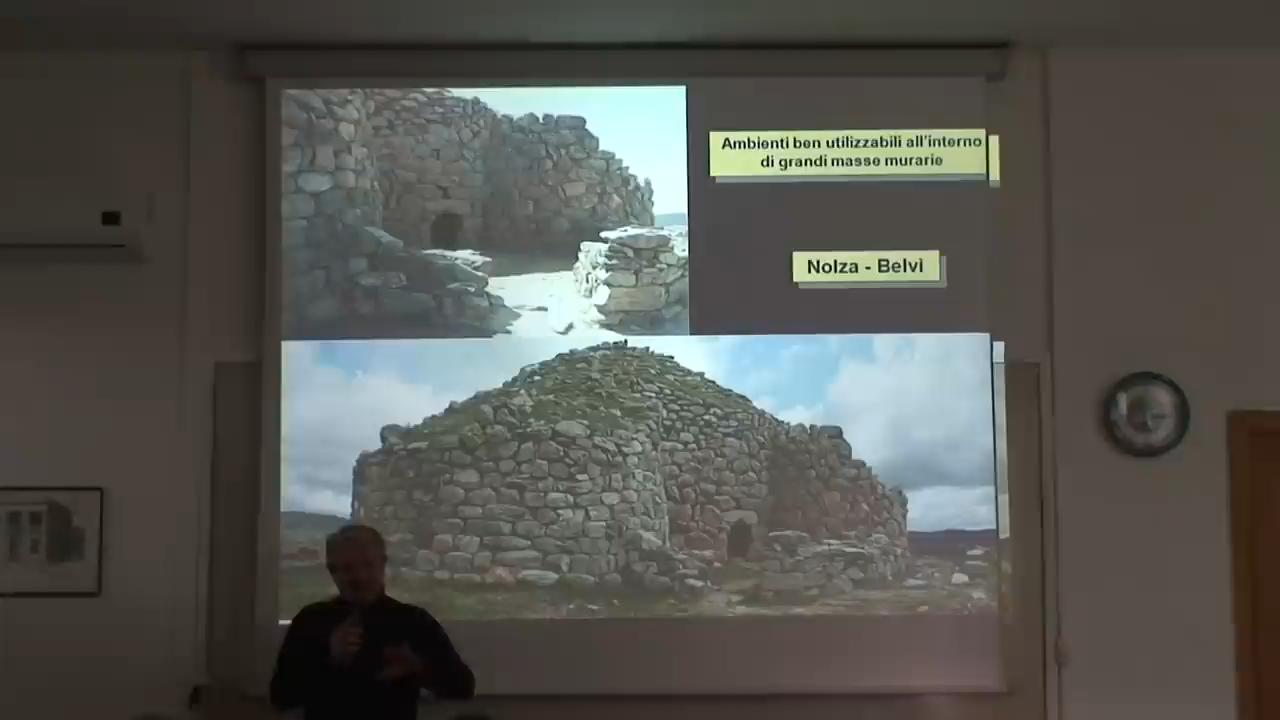 Ambienti ben utilizzabili all'interno
di grandi masse murarie
Nolza - Belvì